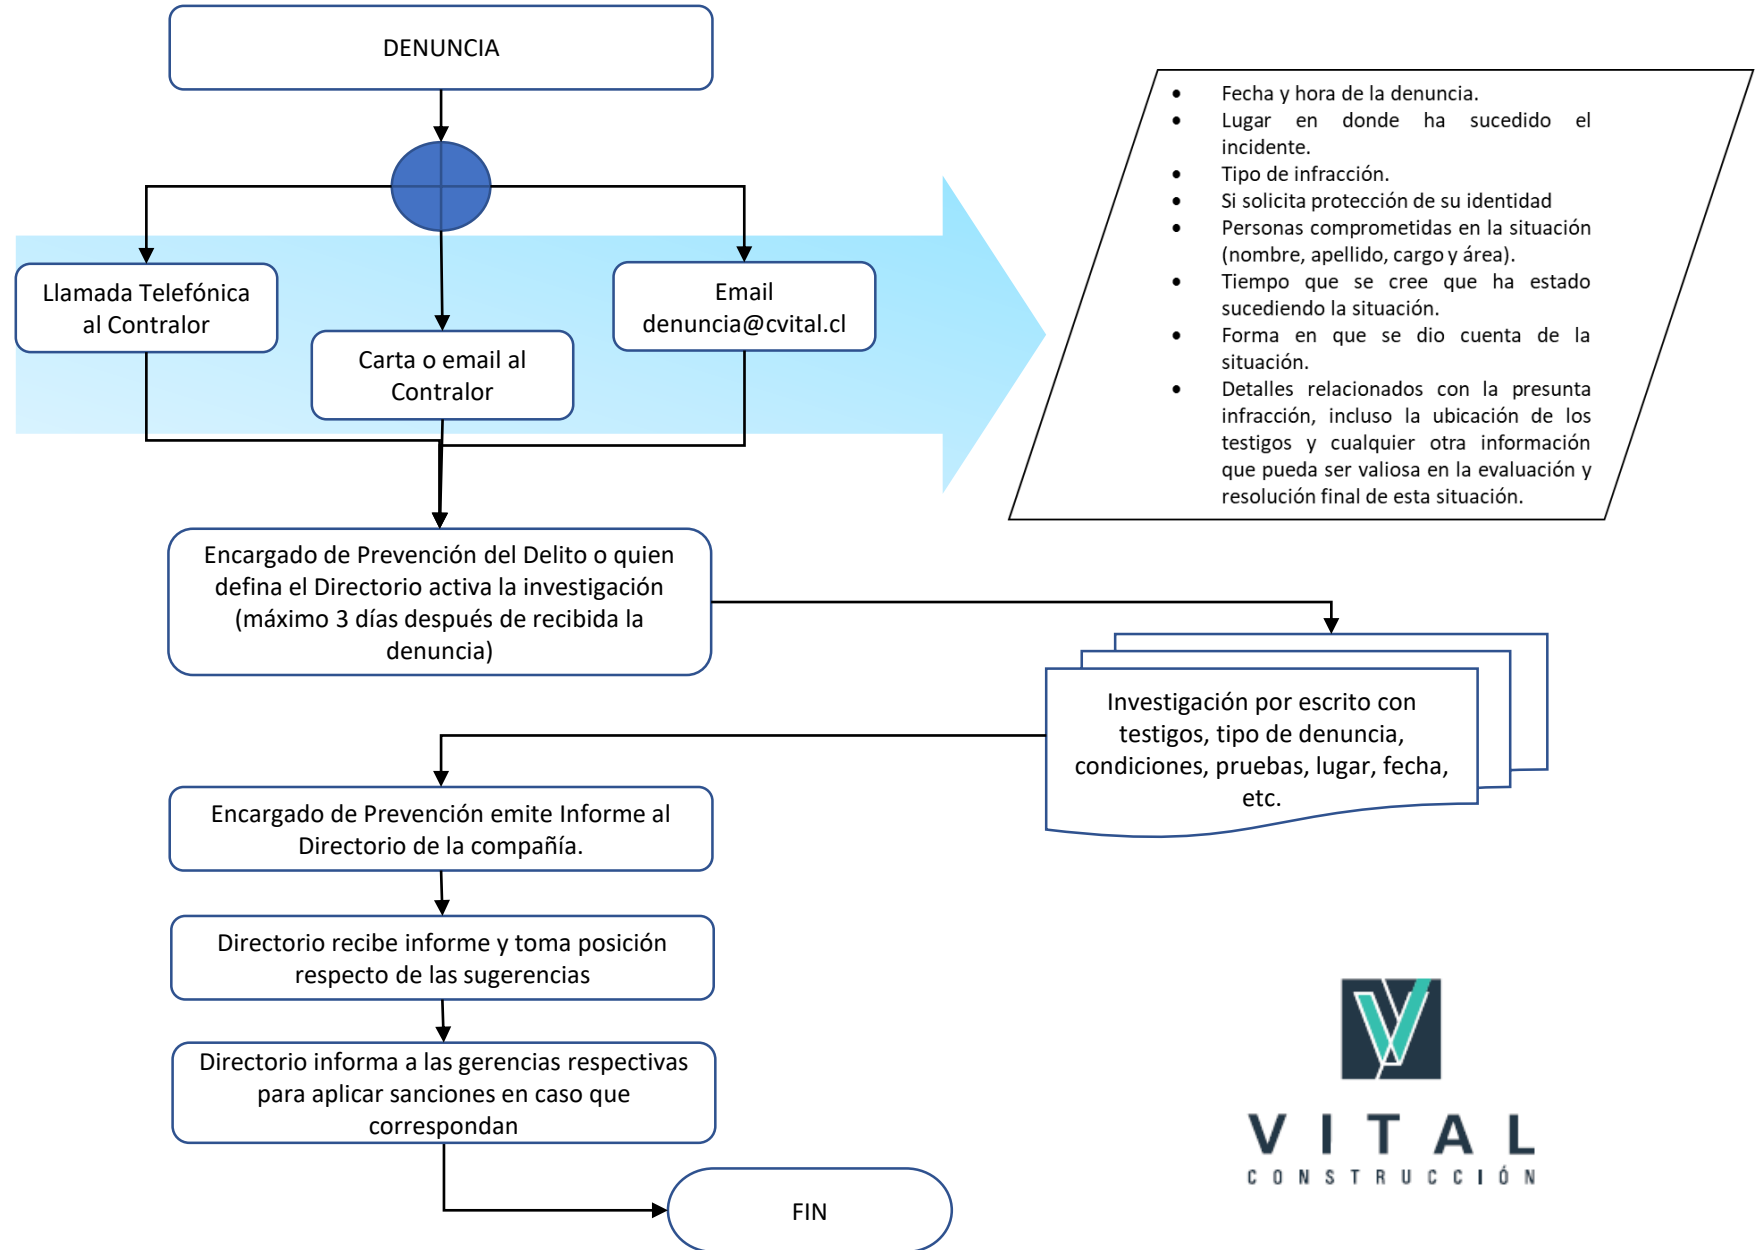 DENUNCIA
• Fecha y hora de la denuncia.
• Lugar en donde ha sucedido el
incidente.
• Tipo de infracción.
• Si solicita protección de su identidad
• Personas comprometidas en la situación
(nombre, apellido, cargo y área).
• Tiempo que se cree que ha estado
sucediendo la situación.
• Forma en que se dio cuenta de la
situación.
• Detalles relacionados con la presunta
infracción, incluso la ubicación de los
testigos y cualquier otra información
que pueda ser valiosa en la evaluación y
resolución final de esta situación.
Llamada Telefónica
al Contralor
Carta o email al
Contralor
Email
denuncia@cvital.cl
Encargado de Prevención del Delito o quien
defina el Directorio activa la investigación
(máximo 3 días después de recibida la
denuncia)
Investigación por escrito con
testigos, tipo de denuncia,
condiciones, pruebas, lugar, fecha,
etc.
Encargado de Prevención emite Informe al
Directorio de la compañía.
Directorio recibe informe y toma posición
respecto de las sugerencias
Directorio informa a las gerencias respectivas
para aplicar sanciones en caso que
correspondan
FIN
VITAL
CONSTRUCCIÓN